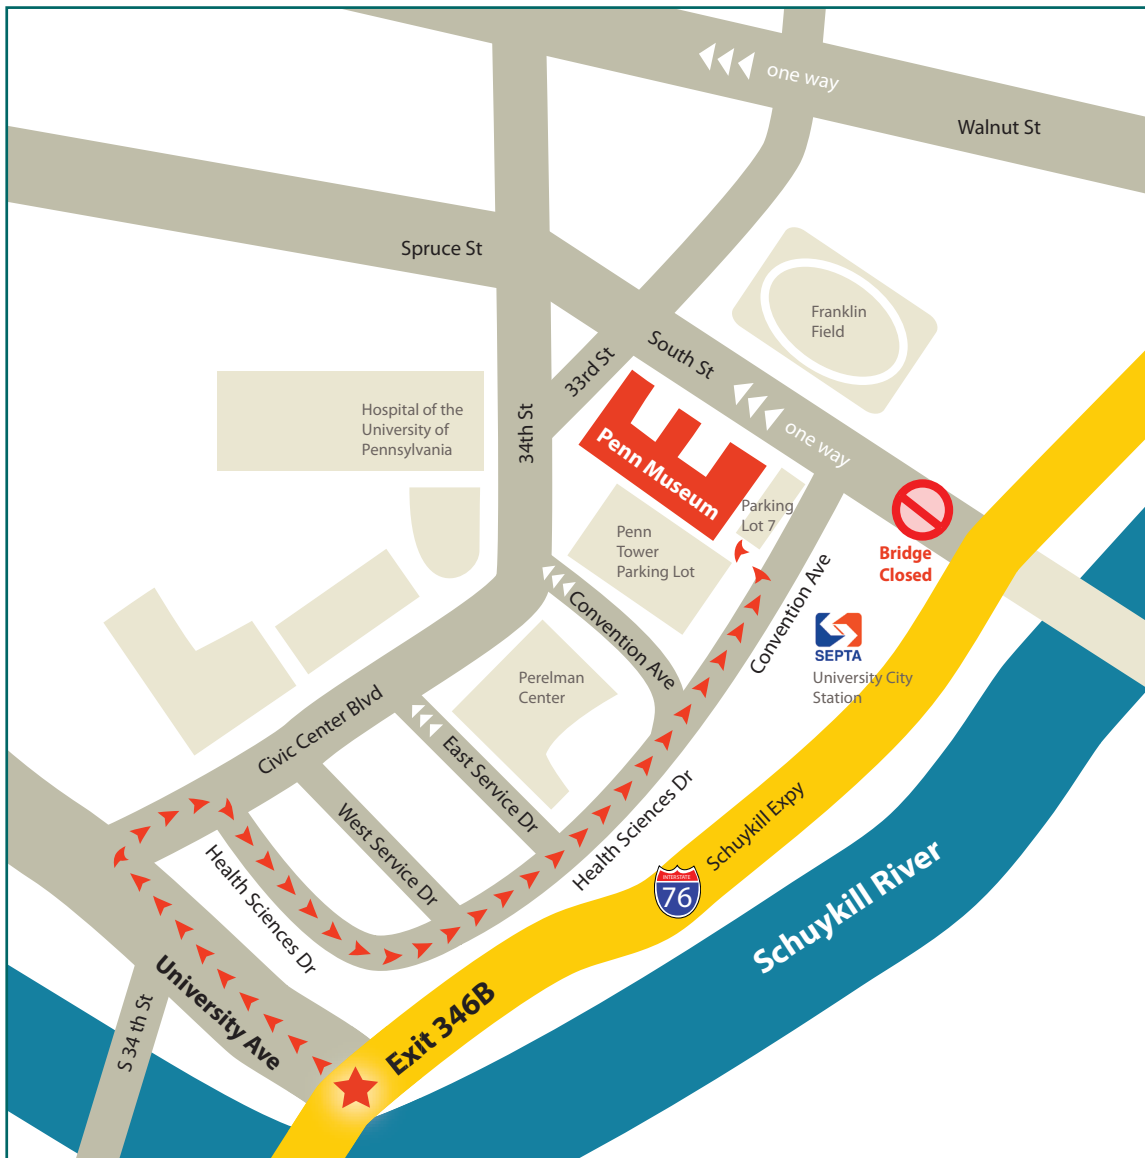 one way
Walnut St
Spruce St
Franklin
Field
South St
33rd St
34th St
Hospital of the
University of
Pennsylvania
one way
Penn Museum
Parking
Lot 7
Penn
Tower
Parking Lot
Bridge
Closed
Convention Ave
Convention Ave
SEPTA
University City
Station
Perelman
Center
Civic Center Blvd
East Service Dr
West Service Dr
Health Sciences Dr
Health Sciences Dr
Schuykill Expy
INTERSTATE
76
Schuykill River
University Ave
Exit 346B
S 34 th St